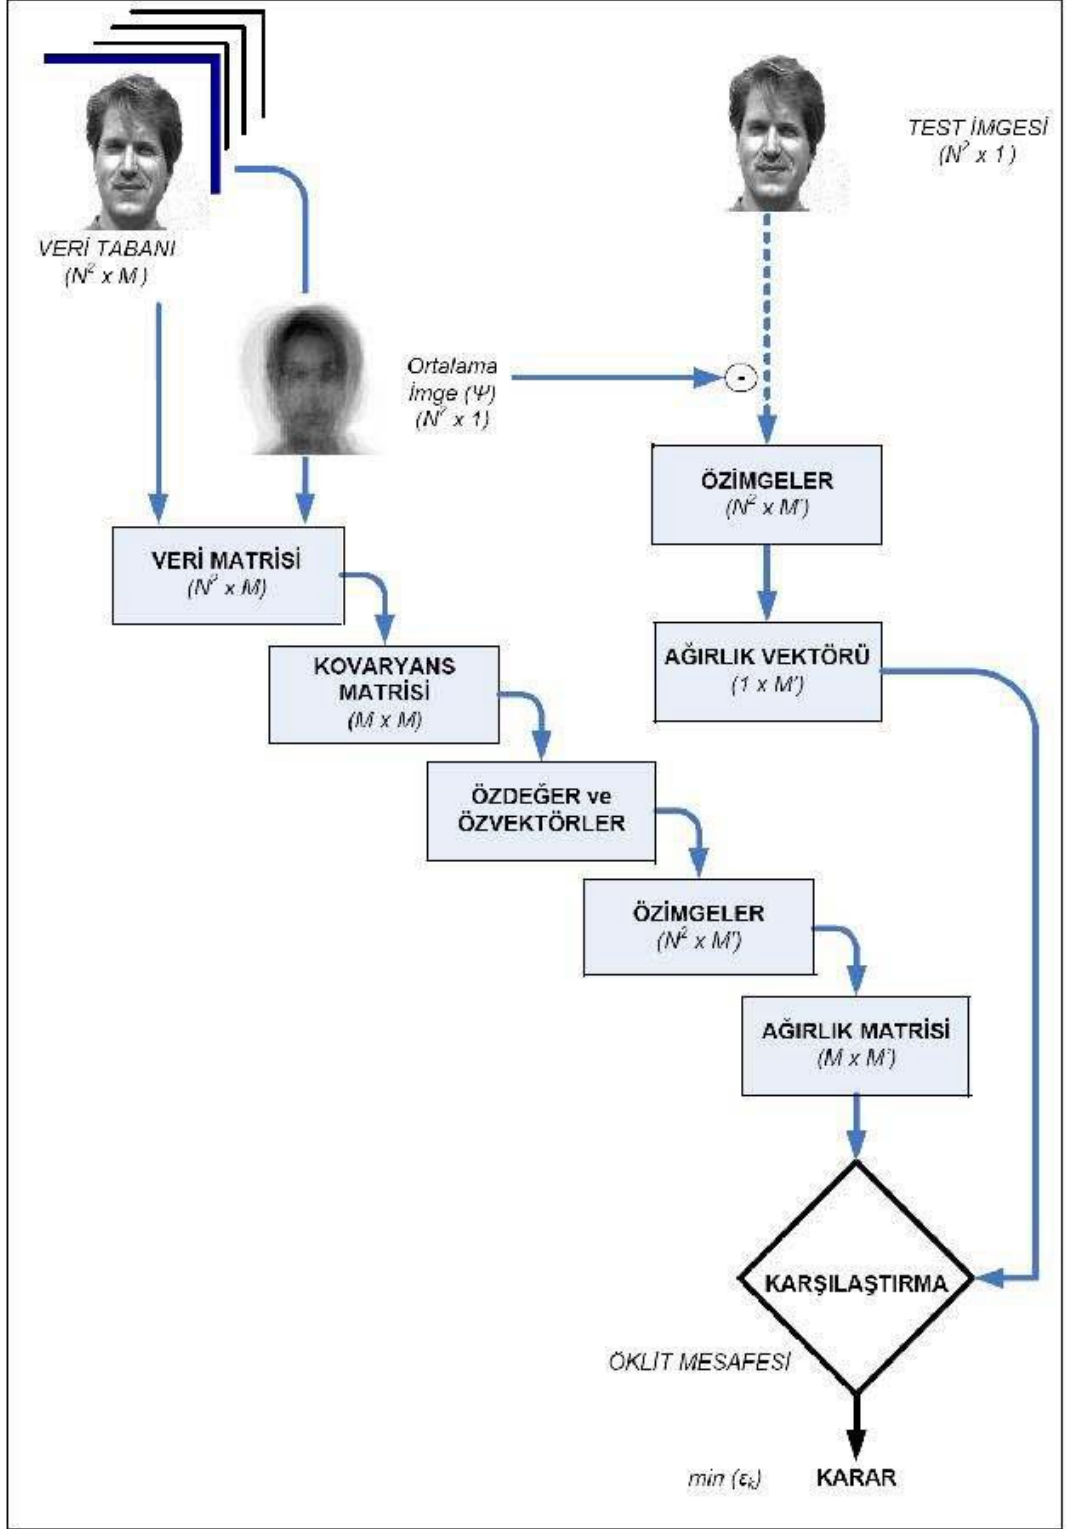 TEST İMGESİ
(N² x 1)
VERİ TABANI
(N² x M)
Ortalama
İmge (Ψ)
(N² x 1)
-
ÖZİMGELER
(N² x M')
VERİ MATRİSİ
(N² x M)
AĞIRLIK VEKTÖRÜ
(1 x M')
KOVARYANS
MATRİSİ
(M x M)
ÖZDEĞER ve
ÖZVEKTÖRLER
ÖZİMGELER
(N² x M')
AĞIRLIK MATRİSİ
(M x M')
KARŞILAŞTIRMA
ÖKLİT MESAFESİ
min (εₖ)
KARAR